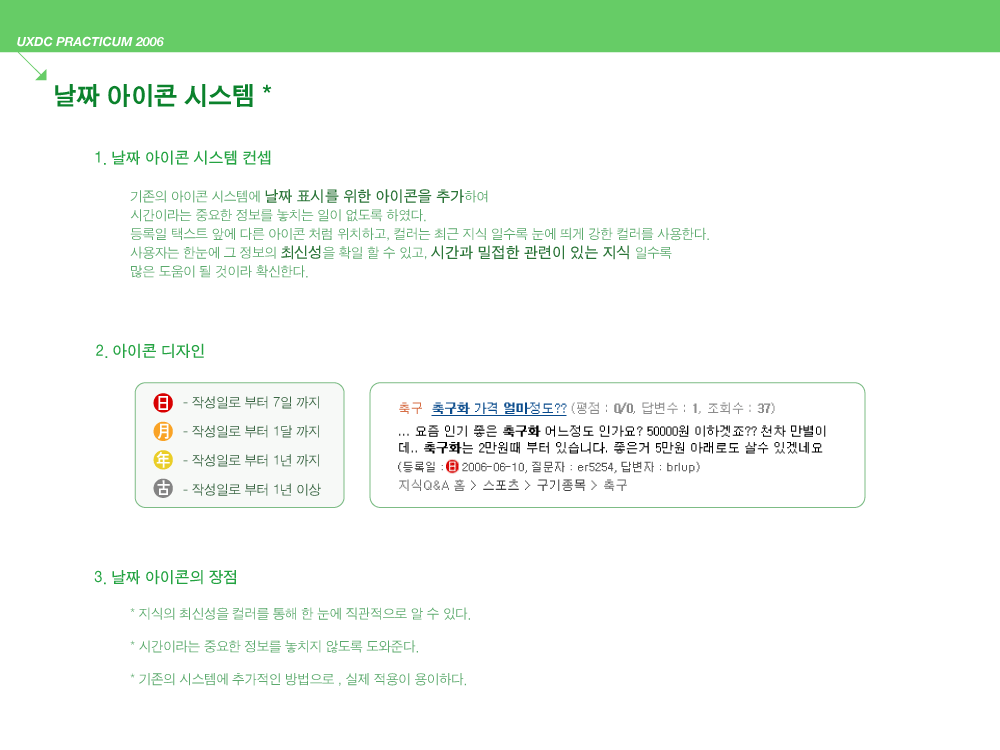 UXDC PRACTICUM 2006
날짜 아이콘 시스템 *
1. 날짜 아이콘 시스템 컨셉
기존의 아이콘 시스템에 날짜 표시를 위한 아이콘을 추가하여
시간이라는 중요한 정보를 놓치는 일이 없도록 하였다.
등록일 택스트 앞에 다른 아이콘 처럼 위치하고, 컬러는 최근 지식 일수록 눈에 띄게 강한 컬러를 사용한다.
사용자는 한눈에 그 정보의 최신성을 확일 할 수 있고, 시간과 밀접한 관련이 있는 지식 일수록
많은 도움이 될 것이라 확신한다.
2. 아이콘 디자인
日 - 작성일로 부터 7일 까지
月 - 작성일로 부터 1달 까지
年 - 작성일로 부터 1년 까지
古 - 작성일로 부터 1년 이상
축구 축구화 가격 얼마정도?? (평점 : 0/0, 답변수 : 1, 조회수 : 37)
... 요즘 인기 좋은 축구화 어느정도 인가요? 50000원 이하겟죠?? 천차 만별이
데.. 축구화는 2만원때 부터 있습니다. 좋은거 5만원 아래로도 살수 있겠네요
(등록일 : 日 2006-06-10, 질문자 : er5254, 답변자 : brlup)
지식Q&A 홈 > 스포츠 > 구기종목 > 축구
3. 날짜 아이콘의 장점
* 지식의 최신성을 컬러를 통해 한 눈에 직관적으로 알 수 있다.
* 시간이라는 중요한 정보를 놓치지 않도록 도와준다.
* 기존의 시스템에 추가적인 방법으로 , 실제 적용이 용이하다.